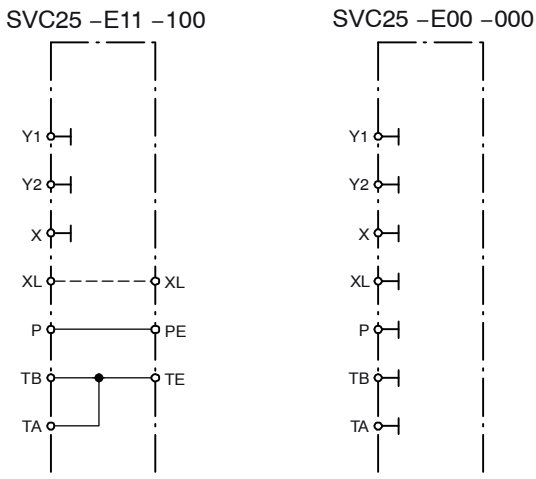 SVC25 –E11 –100
Y1
Y2
X
XL XL
P PE
TB TE
TA
SVC25 –E00 –000
Y1
Y2
X
XL
P
TB
TA